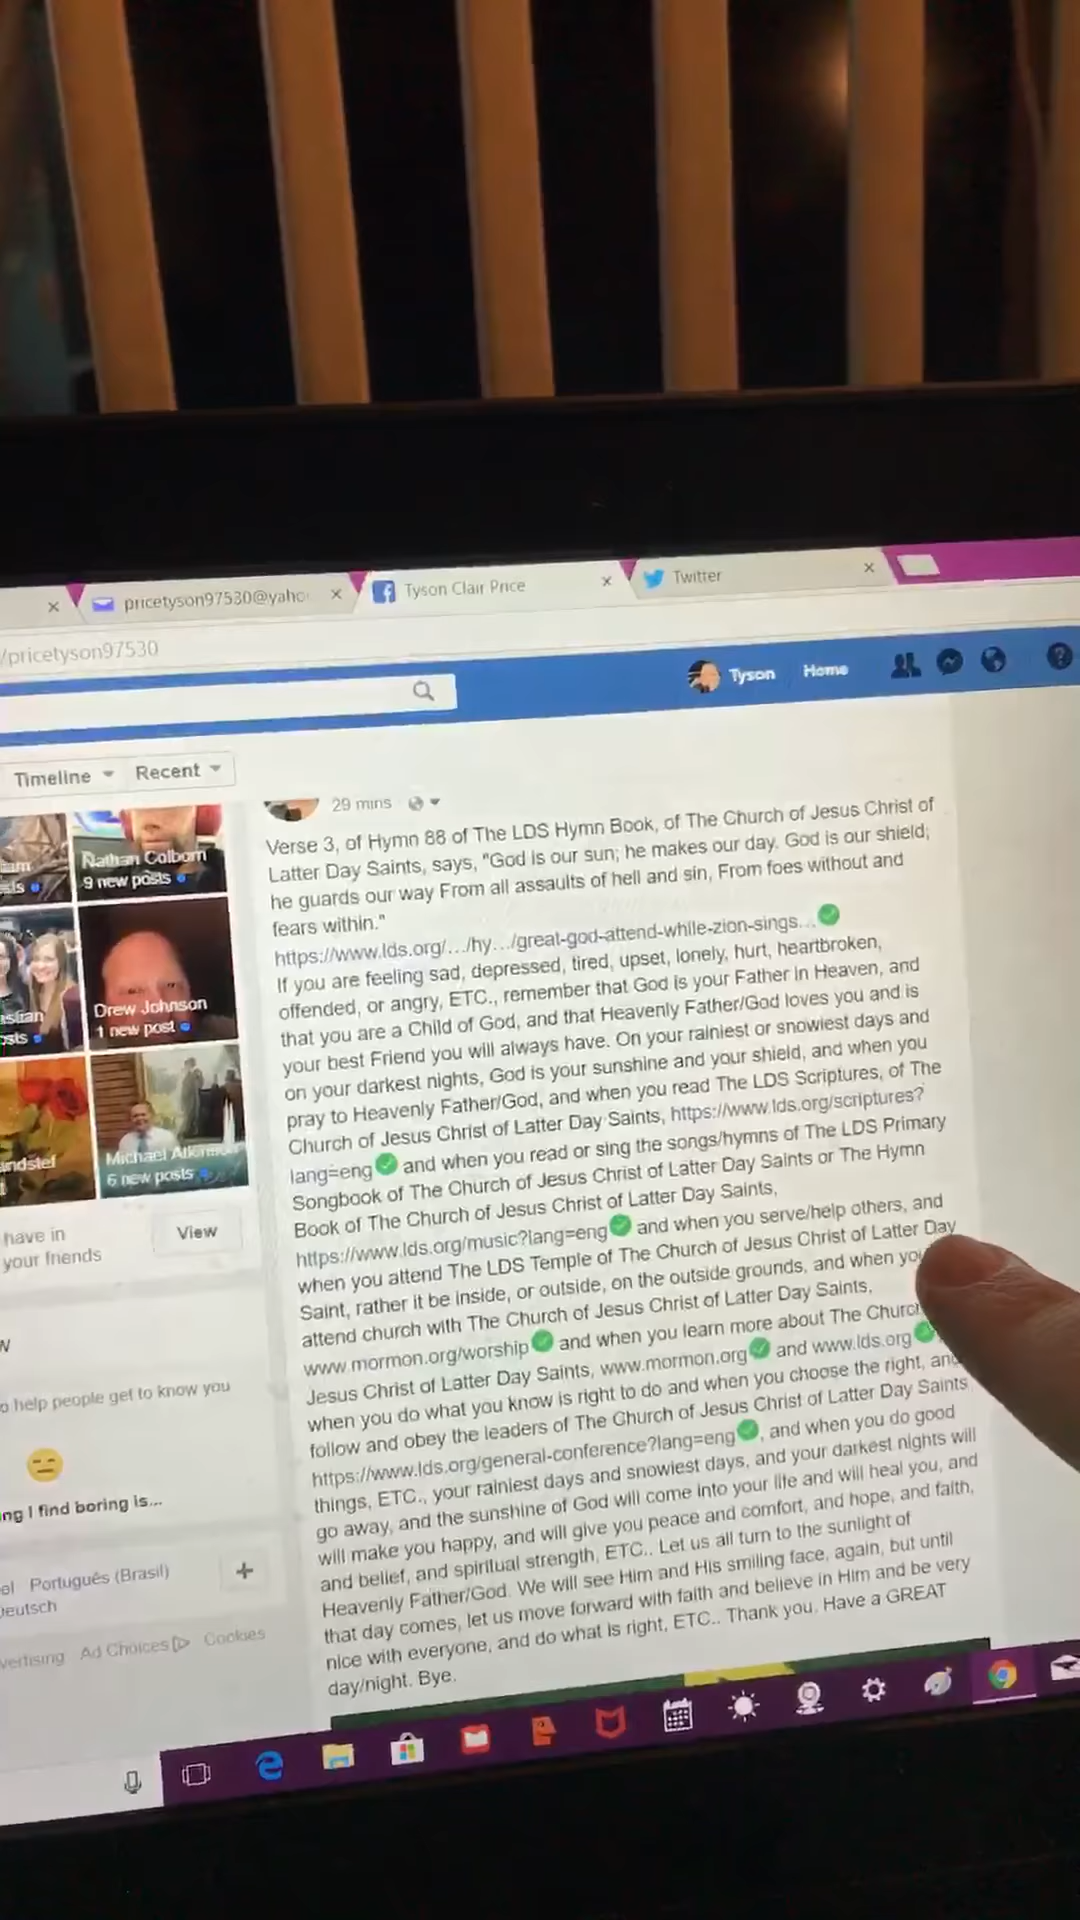 pricetyson97530@yaho
Tyson Clair Price
Twitter
/pricetyson97530
Tyson
Home
Timeline
Recent
29 mins
Nathan Colborn
9 new posts
Drew Johnson
1 new post
Michael
6 new posts
have in
your friends
View
o help people get to know you
ng I find boring is...
Português (Brasil)
Deutsch
vertising Ad Choices Cookies
Verse 3, of Hymn 88 of The LDS Hymn Book, of The Church of Jesus Christ of
Latter Day Saints, says, "God is our sun; he makes our day. God is our shield;
he guards our way From all assaults of hell and sin, From foes without and
fears within."
https://www.lds.org/.../hy.../great-god-attend-while-zion-sings...
If you are feeling sad, depressed, tired, upset, lonely, hurt, heartbroken,
offended, or angry, ETC., remember that God is your Father in Heaven, and
that you are a Child of God, and that Heavenly Father/God loves you and is
your best Friend you will always have. On your rainiest or snowiest days and
on your darkest nights, God is your sunshine and your shield, and when you
pray to Heavenly Father/God, and when you read The LDS Scriptures, of The
Church of Jesus Christ of Latter Day Saints, https://www.lds.org/scriptures?
lang=eng and when you read or sing the songs/hymns of The LDS Primary
Songbook of The Church of Jesus Christ of Latter Day Saints or The Hymn
Book of The Church of Jesus Christ of Latter Day Saints,
https://www.lds.org/music?lang=eng and when you serve/help others, and
when you attend The LDS Temple of The Church of Jesus Christ of Latter Day
Saint, rather it be inside, or outside, on the outside grounds, and when you
attend church with The Church of Jesus Christ of Latter Day Saints,
www.mormon.org/worship and when you learn more about The Church
Jesus Christ of Latter Day Saints, www.mormon.org and www.lds.org
when you do what you know is right to do and when you choose the right, and
follow and obey the leaders of The Church of Jesus Christ of Latter Day Saints
https://www.lds.org/general-conference?lang=eng, and when you do good
things, ETC., your rainiest days and snowiest days, and your darkest nights will
go away, and the sunshine of God will come into your life and will heal you, and
will make you happy, and will give you peace and comfort, and hope, and faith,
and belief, and spiritual strength, ETC.. Let us all turn to the sunlight of
Heavenly Father/God. We will see Him and His smiling face, again, but until
that day comes, let us move forward with faith and believe in Him and be very
nice with everyone, and do what is right, ETC.. Thank you. Have a GREAT
day/night. Bye.